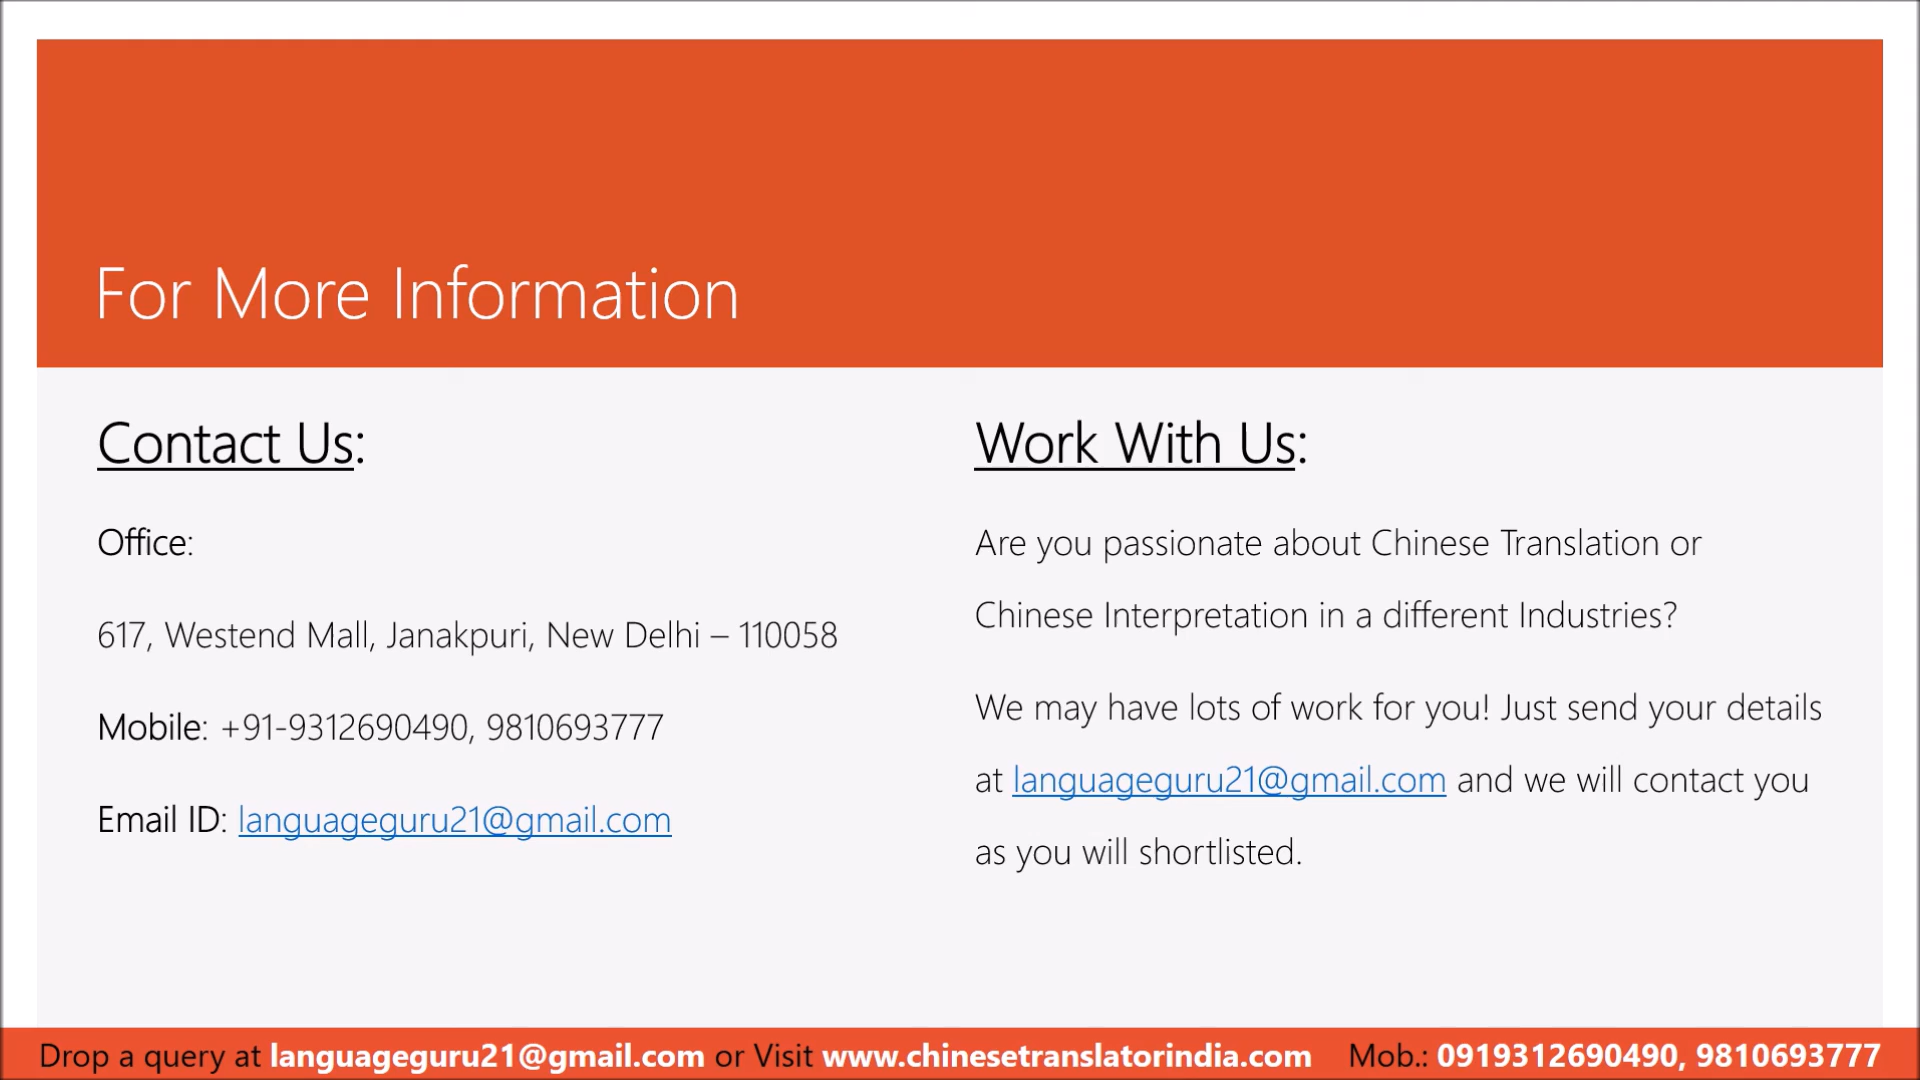 For More Information
Contact Us:
Office:
617, Westend Mall, Janakpuri, New Delhi – 110058
Mobile: +91-9312690490, 9810693777
Email ID: languageguru21@gmail.com
Work With Us:
Are you passionate about Chinese Translation or
Chinese Interpretation in a different Industries?
We may have lots of work for you! Just send your details
at languageguru21@gmail.com and we will contact you
as you will shortlisted.
Drop a query at languageguru21@gmail.com or Visit www.chinesetranslatorindia.com Mob.: 0919312690490, 9810693777